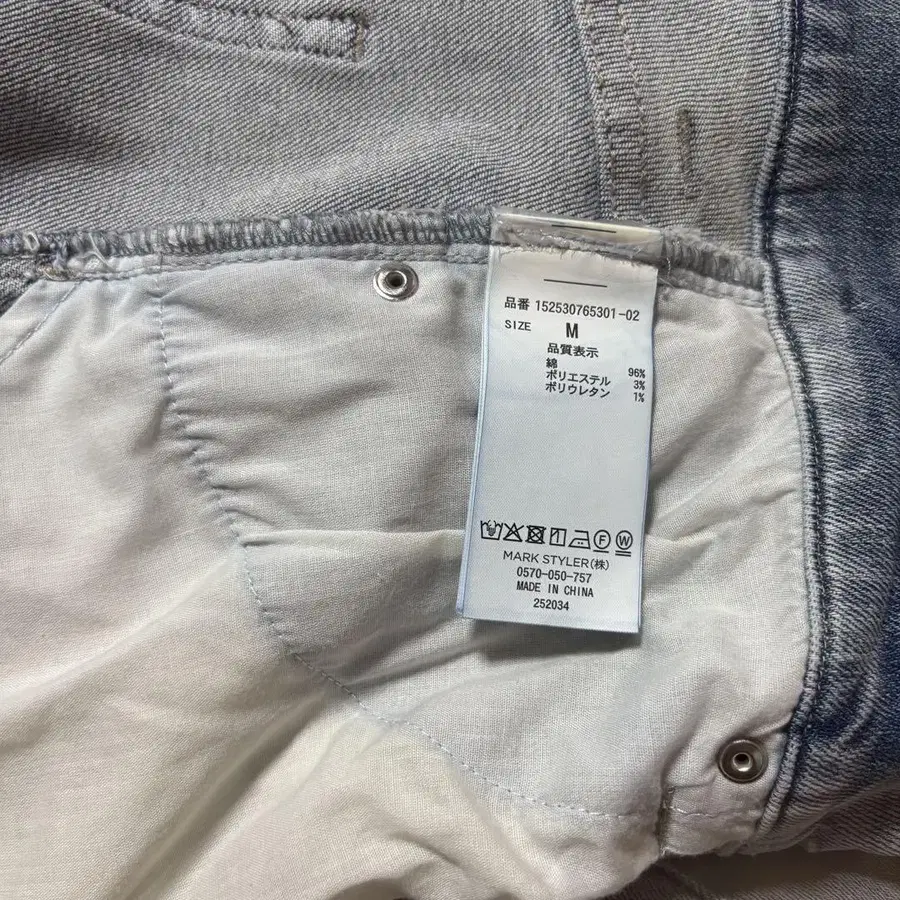 品番 152530765301-02
SIZE M
品質表示
綿 96%
ポリエステル 3%
ポリウレタン 1%
F W
MARK STYLER(株)
0570-050-757
MADE IN CHINA
252034